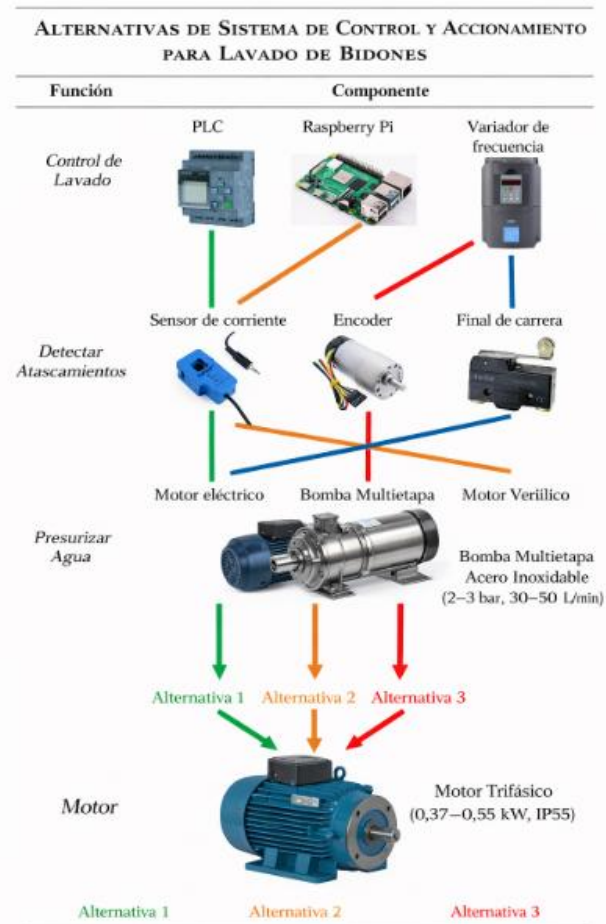 ALTERNATIVAS DE SISTEMA DE CONTROL Y ACCIONAMIENTO
PARA LAVADO DE BIDONES
Función Componente
PLC Raspberry Pi Variador de
frecuencia
Control de
Lavado
Sensor de corriente Encoder Final de carrera
Detectar
Atascamientos
Motor eléctrico Bomba Multietapa Motor Veriílico
Presurizar
Agua
Bomba Multietapa
Acero Inoxidable
(2–3 bar, 30–50 L/min)
Alternativa 1 Alternativa 2 Alternativa 3
Motor
Motor Trifásico
(0,37–0,55 kW, IP55)
Alternativa 1 Alternativa 2 Alternativa 3